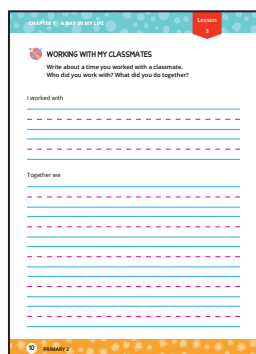 CHAPTER 1 : A DAY IN MY LIFE
Lesson
3
WORKING WITH MY CLASSMATES
Write about a time you worked with a classmate.
Who did you work with? What did you do together?
I worked with
Together we
10 PRIMARY 2